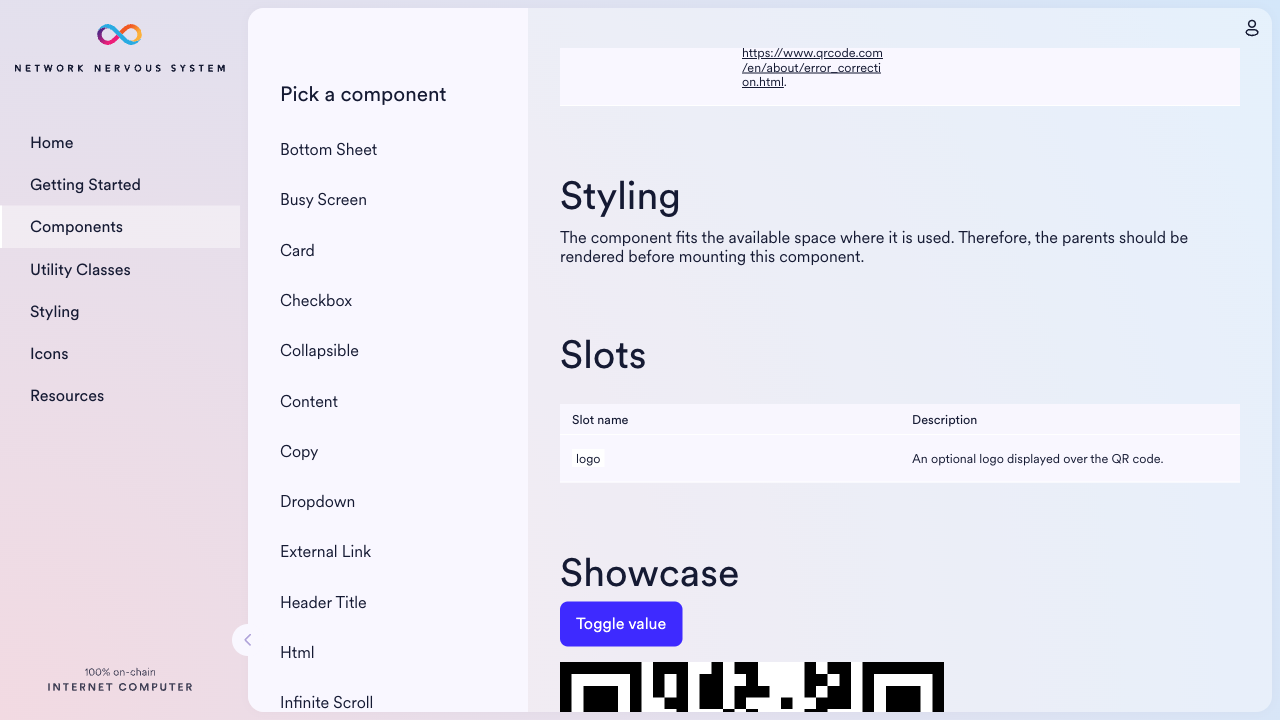 NETWORK NERVOUS SYSTEM
Home
Getting Started
Components
Utility Classes
Styling
Icons
Resources
100% on-chain
INTERNET COMPUTER
Pick a component
Bottom Sheet
Busy Screen
Card
Checkbox
Collapsible
Content
Copy
Dropdown
External Link
Header Title
Html
Infinite Scroll
https://www.qrcode.com
/en/about/error_correcti
on.html.
Styling
The component fits the available space where it is used. Therefore, the parents should be
rendered before mounting this component.
Slots
Slot name Description
logo An optional logo displayed over the QR code.
Showcase
Toggle value